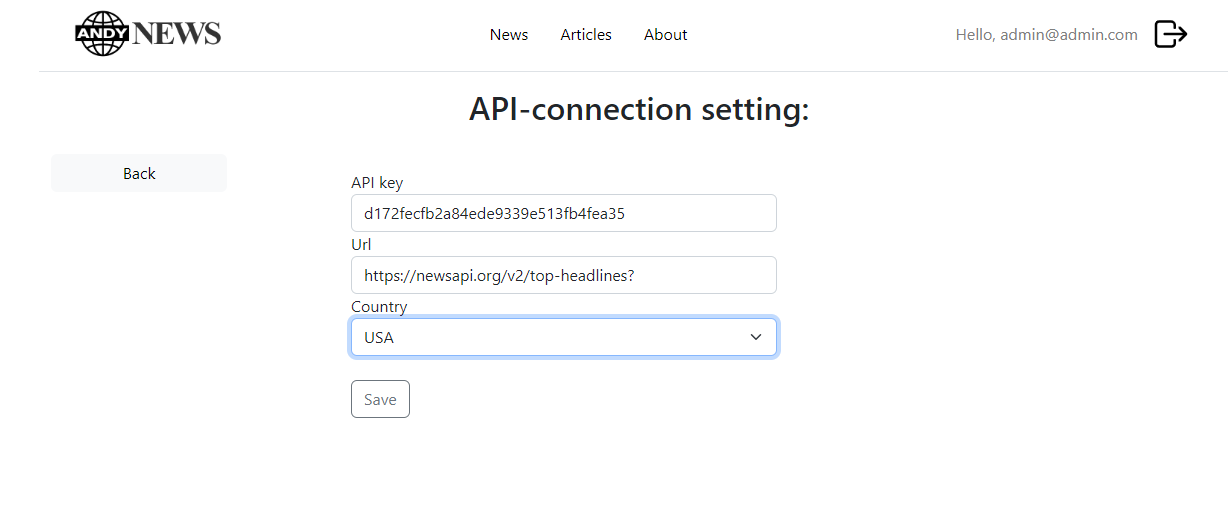 ANDY NEWS
News Articles About
Hello, admin@admin.com
API-connection setting:
Back
API key
d172fecfb2a84ede9339e513fb4fea35
Url
https://newsapi.org/v2/top-headlines?
Country
USA
Save